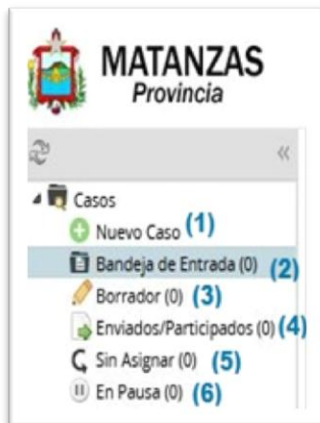 MATANZAS
Provincia
Casos
Nuevo Caso (1)
Bandeja de Entrada (0) (2)
Borrador (0) (3)
Enviados/Participados (0) (4)
Sin Asignar (0) (5)
En Pausa (0) (6)